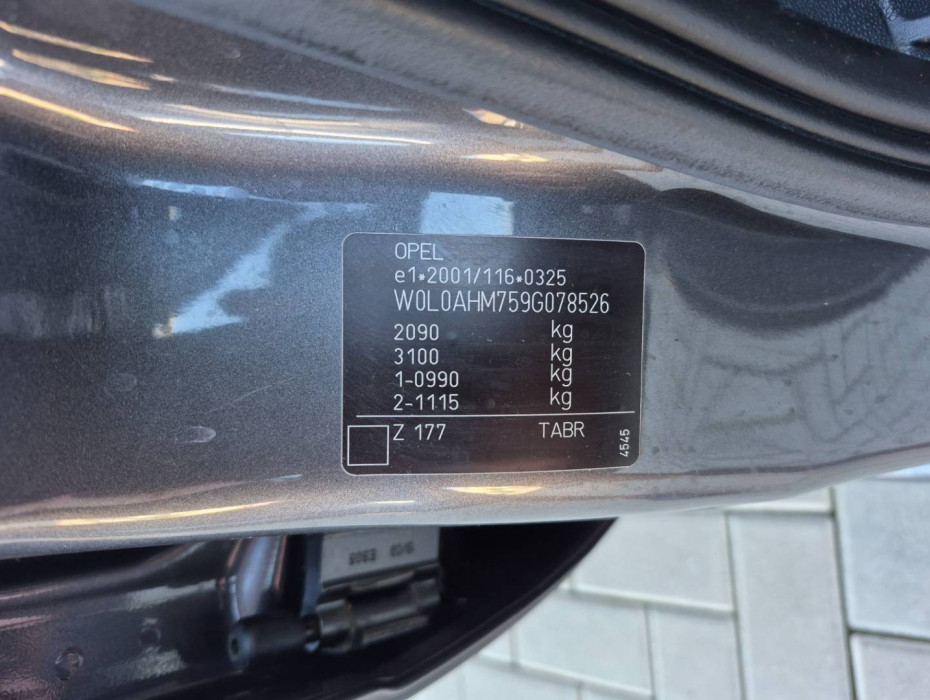 OPEL
e1*2001/116*0325
W0L0AHM759G078526
2090 kg
3100 kg
1-0990 kg
2-1115 kg
Z 177 TABR
4545